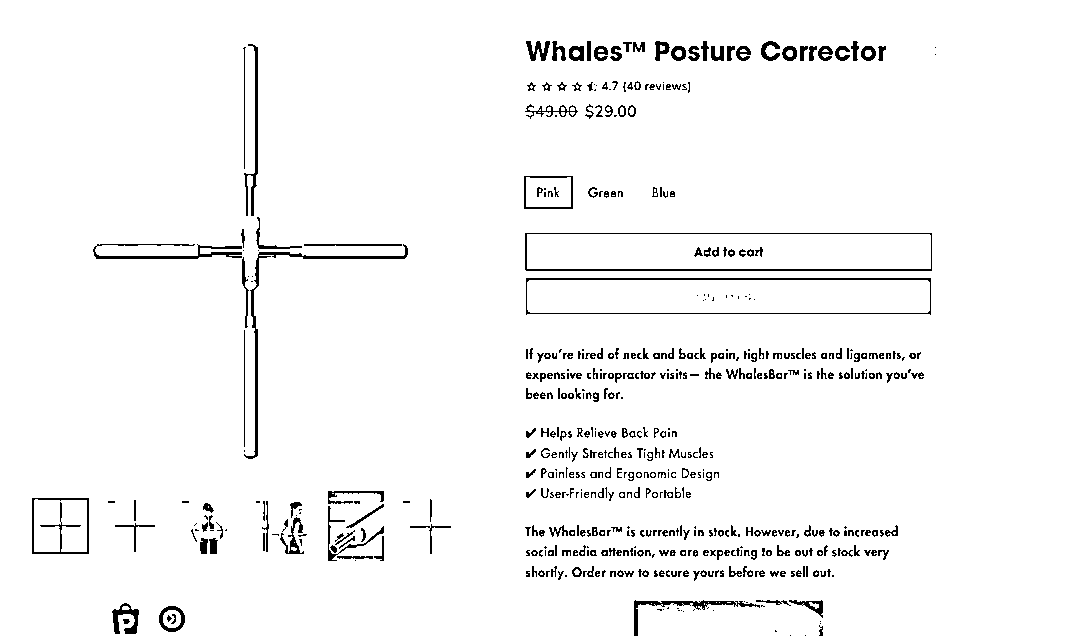 Whales™ Posture Corrector
4.7 (40 reviews)
$49.00 $29.00
Pink Green Blue
Add to cart
If you're tired of neck and back pain, tight muscles and ligaments, or
expensive chiropractor visits— the WhalesBar™ is the solution you've
been looking for.
✔ Helps Relieve Back Pain
✔ Gently Stretches Tight Muscles
✔ Painless and Ergonomic Design
✔ User-Friendly and Portable
The WhalesBar™ is currently in stock. However, due to increased
social media attention, we are expecting to be out of stock very
shortly. Order now to secure yours before we sell out.